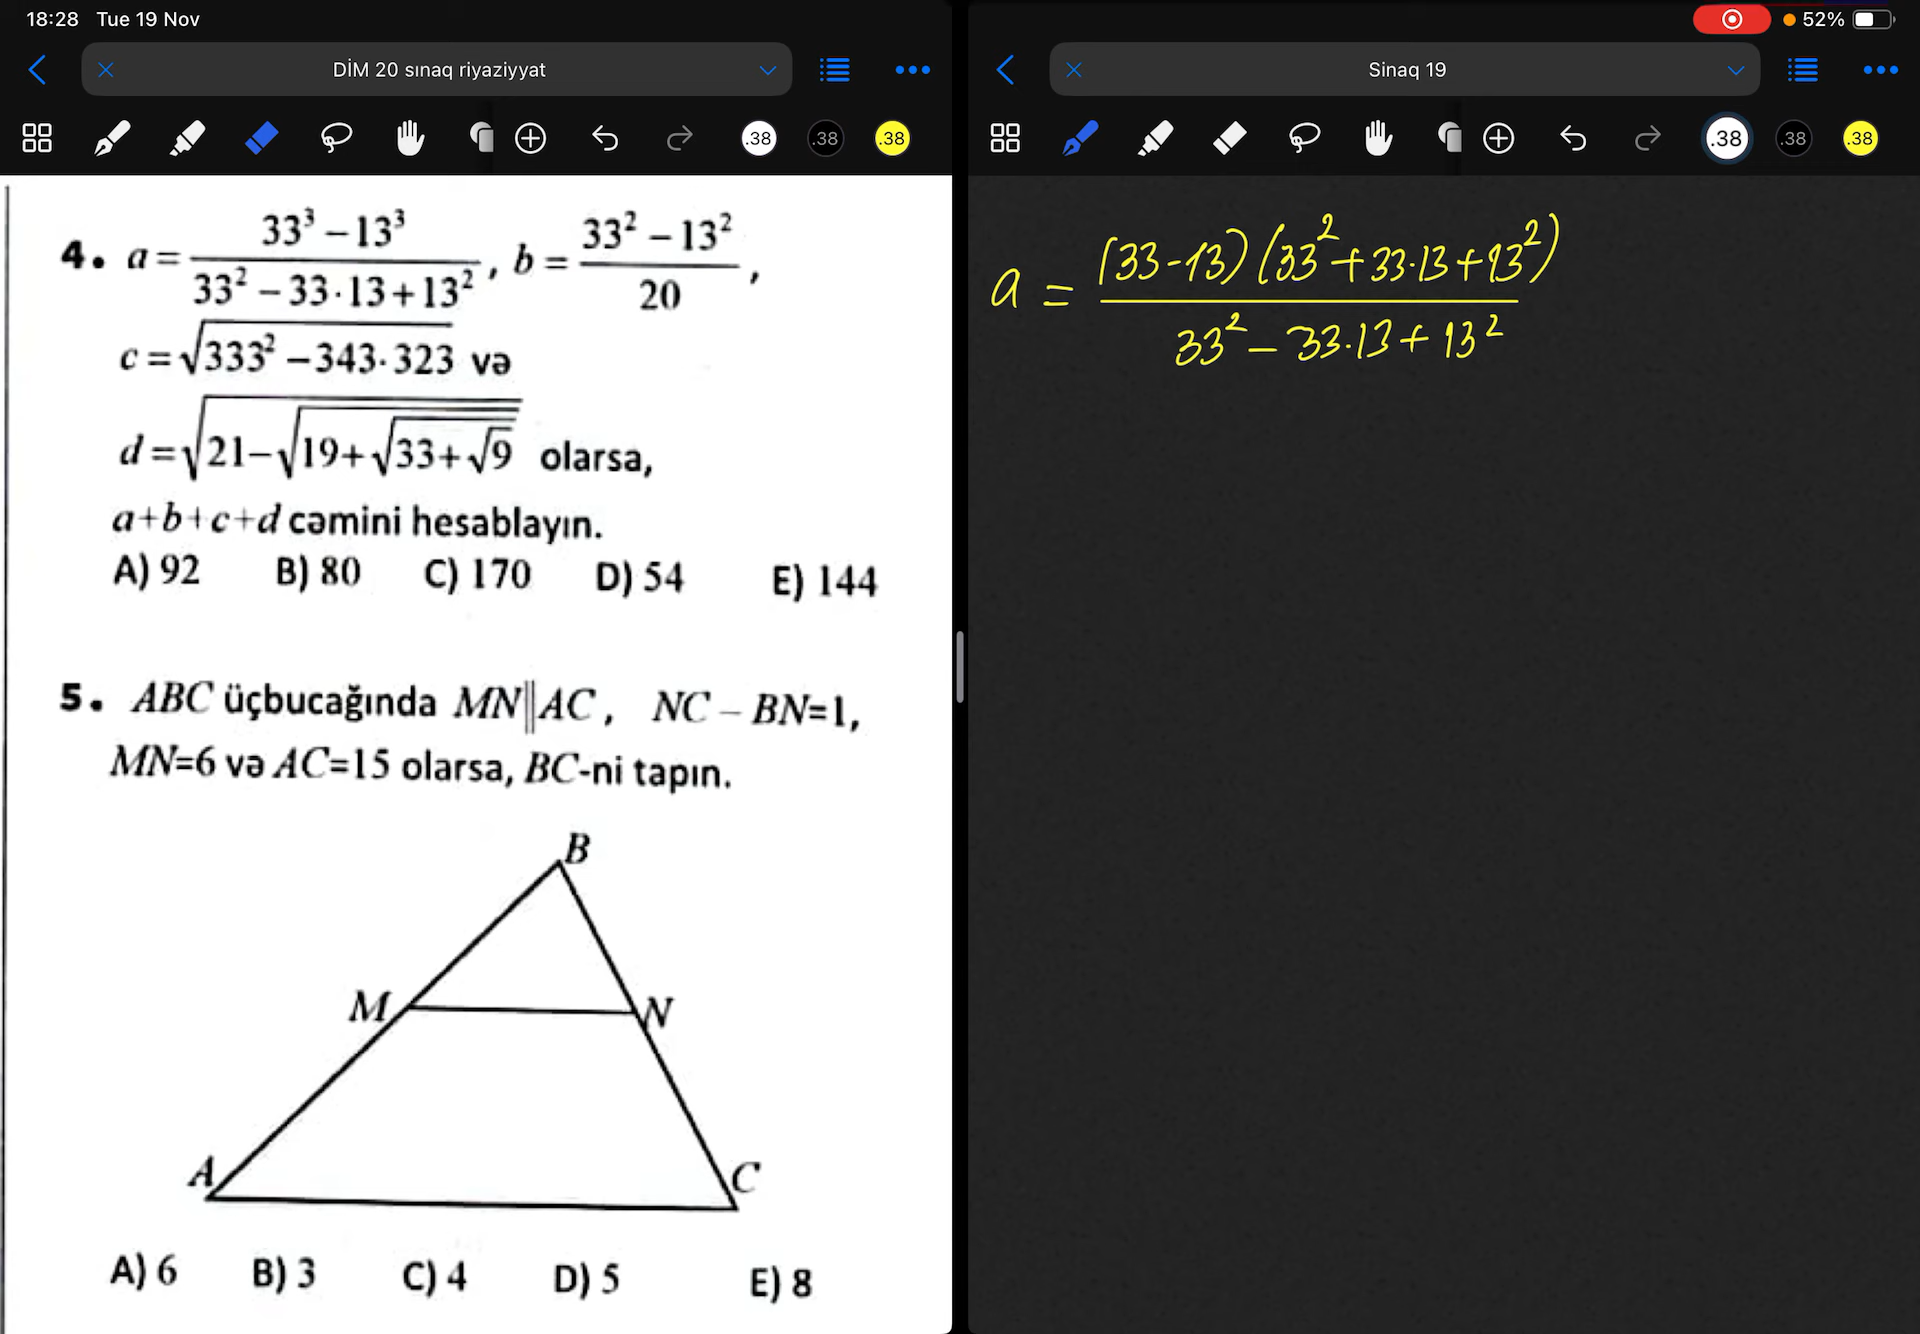 18:28 Tue 19 Nov
52%
DİM 20 sınaq riyaziyyat
Sinaq 19
.38 .38 .38
.38 .38 .38
4. a = (33³ – 13³)/(33² – 33·13 + 13²), b = (33² – 13²)/20,
c = √(333² – 343·323) və
d = √(21 – √(19 + √(33 + √9))) olarsa,
a+b+c+d cəmini hesablayın.
A) 92 B) 80 C) 170 D) 54 E) 144
5. ABC üçbucağında MN||AC, NC – BN=1,
MN=6 və AC=15 olarsa, BC-ni tapın.
B
M N
A C
A) 6 B) 3 C) 4 D) 5 E) 8
a = (33-13)(33²+33·13+13²)/(33² – 33·13 + 13²)